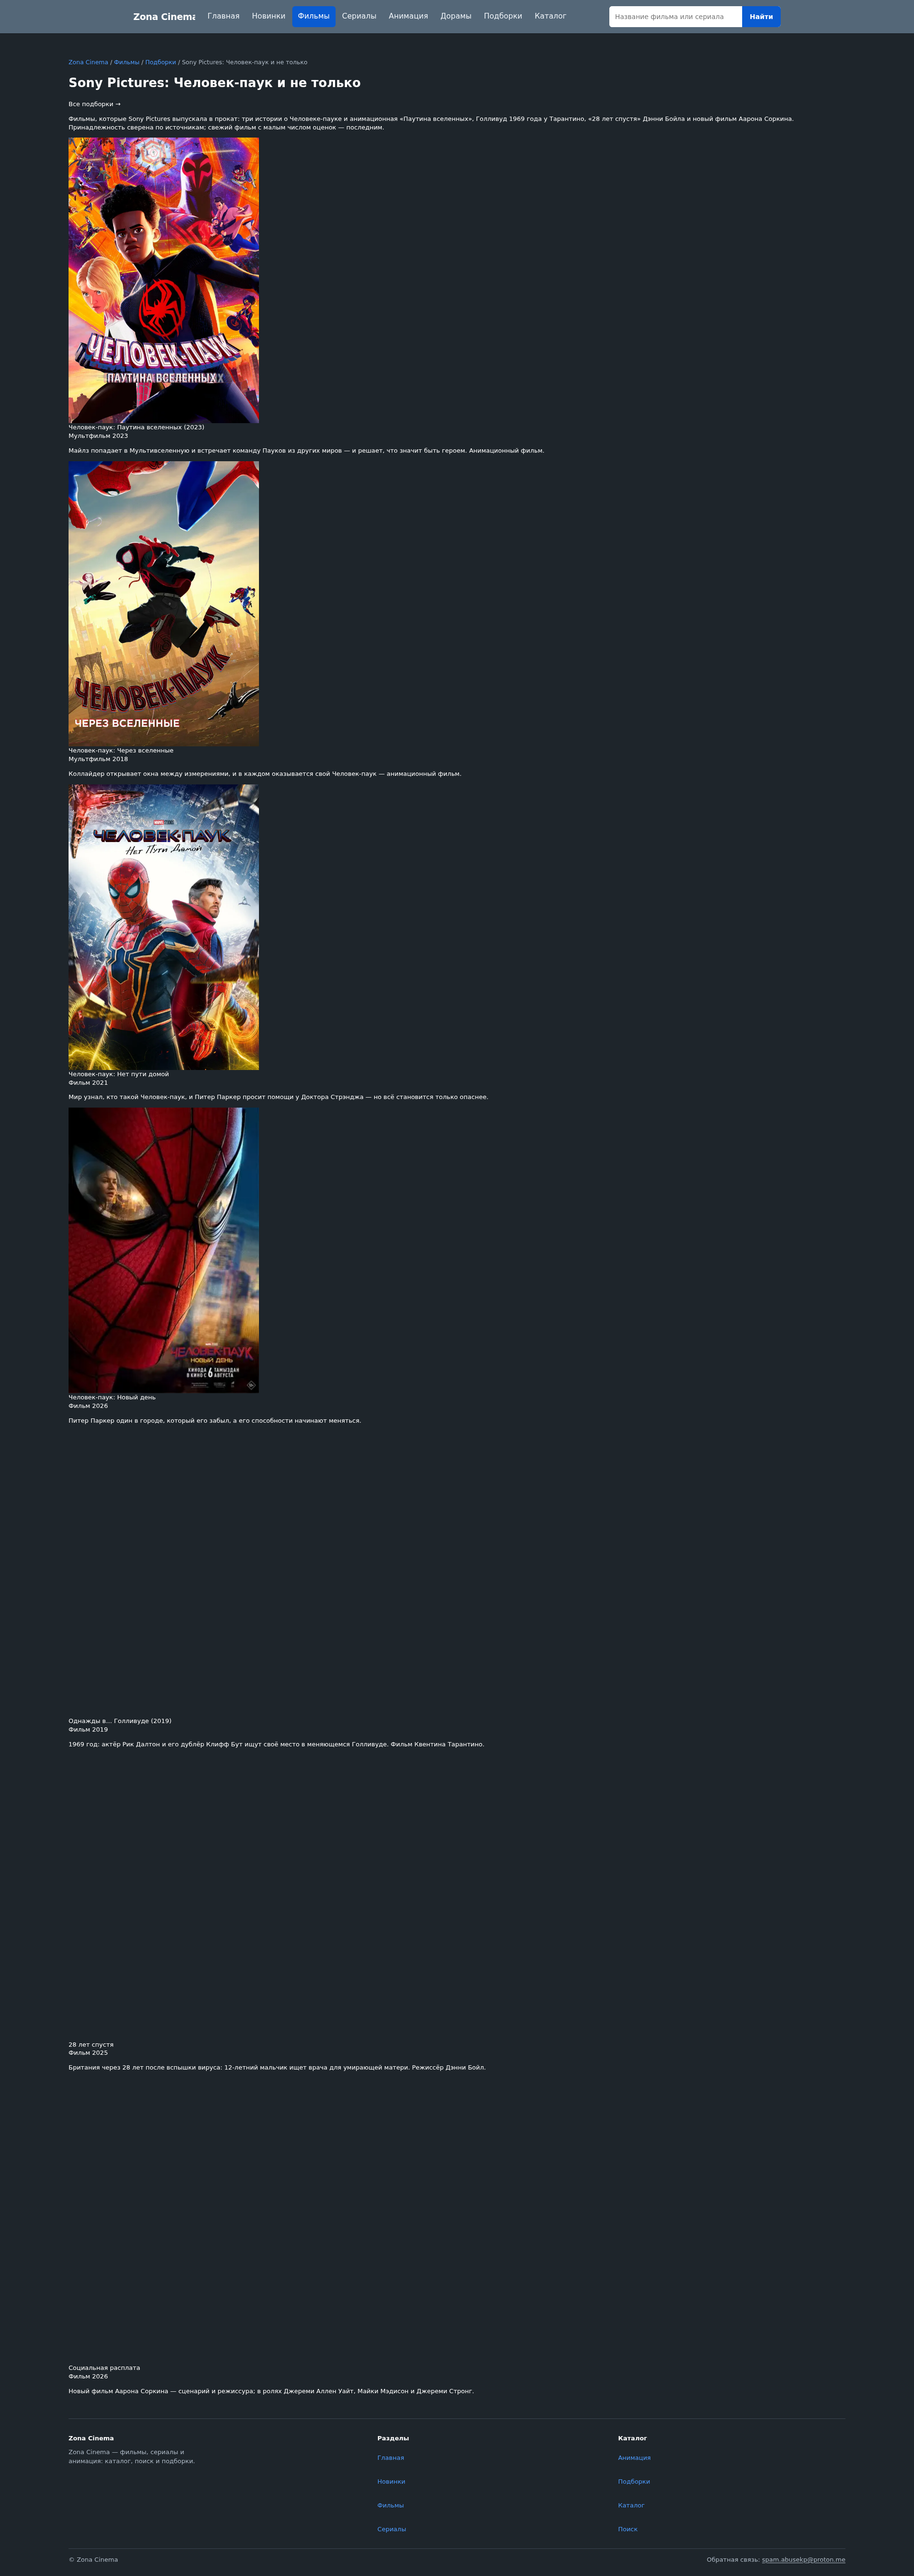 Zona Cinema
Главная Новинки Фильмы Сериалы Анимация Дорамы Подборки Каталог
Название фильма или сериала Найти
Zona Cinema / Фильмы / Подборки / Sony Pictures: Человек-паук и не только
Sony Pictures: Человек-паук и не только
Все подборки →
Фильмы, которые Sony Pictures выпускала в прокат: три истории о Человеке-пауке и анимационная «Паутина вселенных», Голливуд 1969 года у Тарантино, «28 лет спустя» Дэнни Бойла и новый фильм Аарона Соркина.
Принадлежность сверена по источникам; свежий фильм с малым числом оценок — последним.
ЧЕЛОВЕК-ПАУК
ПАУТИНА ВСЕЛЕННЫХ
Человек-паук: Паутина вселенных (2023)
Мультфильм 2023
Майлз попадает в Мультивселенную и встречает команду Пауков из других миров — и решает, что значит быть героем. Анимационный фильм.
ЧЕЛОВЕК-ПАУК
ЧЕРЕЗ ВСЕЛЕННЫЕ
Человек-паук: Через вселенные
Мультфильм 2018
Коллайдер открывает окна между измерениями, и в каждом оказывается свой Человек-паук — анимационный фильм.
ЧЕЛОВЕК-ПАУК
Нет Пути Домой
Человек-паук: Нет пути домой
Фильм 2021
Мир узнал, кто такой Человек-паук, и Питер Паркер просит помощи у Доктора Стрэнджа — но всё становится только опаснее.
ЧЕЛОВЕК-ПАУК
НОВЫЙ ДЕНЬ
КИНОДА 6 ТАМЫЗДАН
В КИНО С АВГУСТА
Человек-паук: Новый день
Фильм 2026
Питер Паркер один в городе, который его забыл, а его способности начинают меняться.
Однажды в… Голливуде (2019)
Фильм 2019
1969 год: актёр Рик Далтон и его дублёр Клифф Бут ищут своё место в меняющемся Голливуде. Фильм Квентина Тарантино.
28 лет спустя
Фильм 2025
Британия через 28 лет после вспышки вируса: 12-летний мальчик ищет врача для умирающей матери. Режиссёр Дэнни Бойл.
Социальная расплата
Фильм 2026
Новый фильм Аарона Соркина — сценарий и режиссура; в ролях Джереми Аллен Уайт, Майки Мэдисон и Джереми Стронг.
Zona Cinema
Zona Cinema — фильмы, сериалы и
анимация: каталог, поиск и подборки.
Разделы
Главная
Новинки
Фильмы
Сериалы
Каталог
Анимация
Подборки
Каталог
Поиск
© Zona Cinema
Обратная связь: spam.abusekp@proton.me